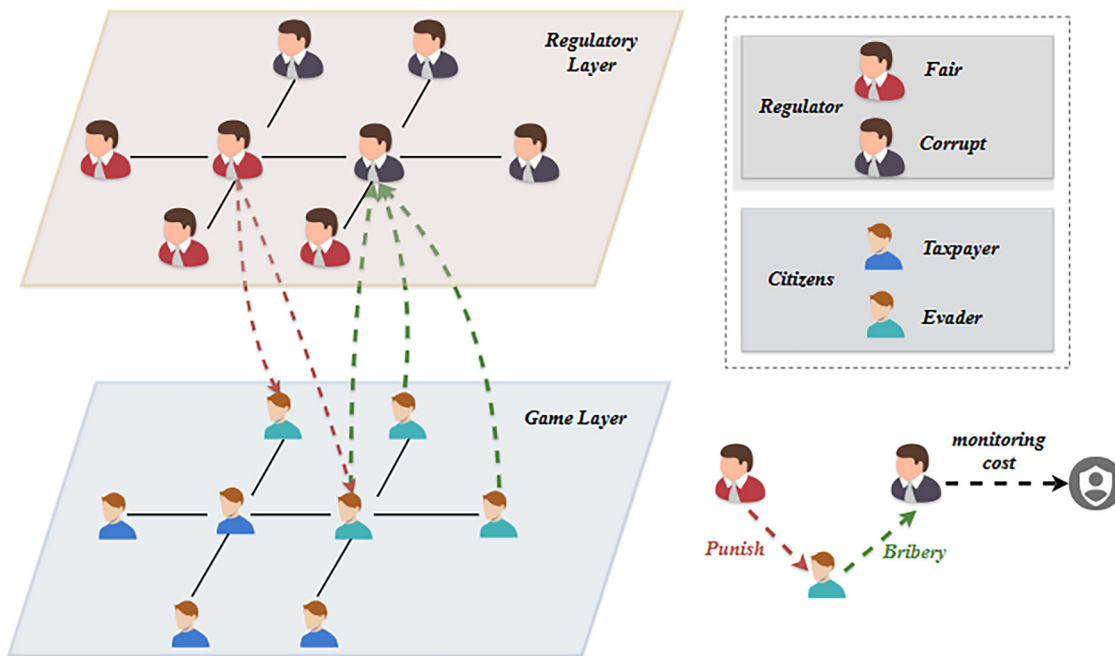 Regulatory
Layer
Game Layer
Regulator
Fair
Corrupt
Citizens
Taxpayer
Evader
monitoring
cost
Punish
Bribery